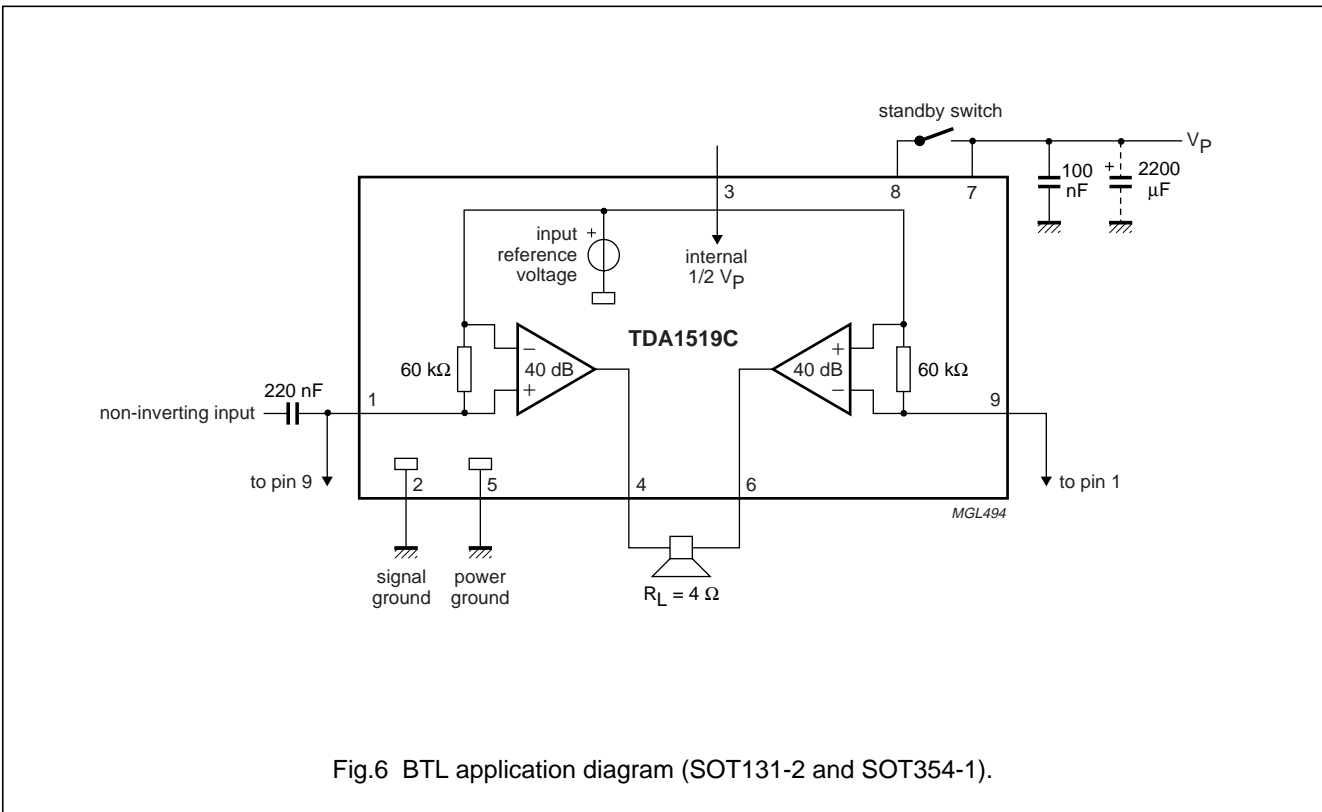 standby switch
V_P
100
nF
+
2200
μF
3
8
7
input
reference
voltage
+
internal
1/2 V_P
TDA1519C
60 kΩ
−
40 dB
+
+
40 dB
−
60 kΩ
220 nF
non-inverting input
1
9
to pin 9
2
5
4
6
to pin 1
MGL494
signal
ground
power
ground
R_L = 4 Ω
Fig.6 BTL application diagram (SOT131-2 and SOT354-1).